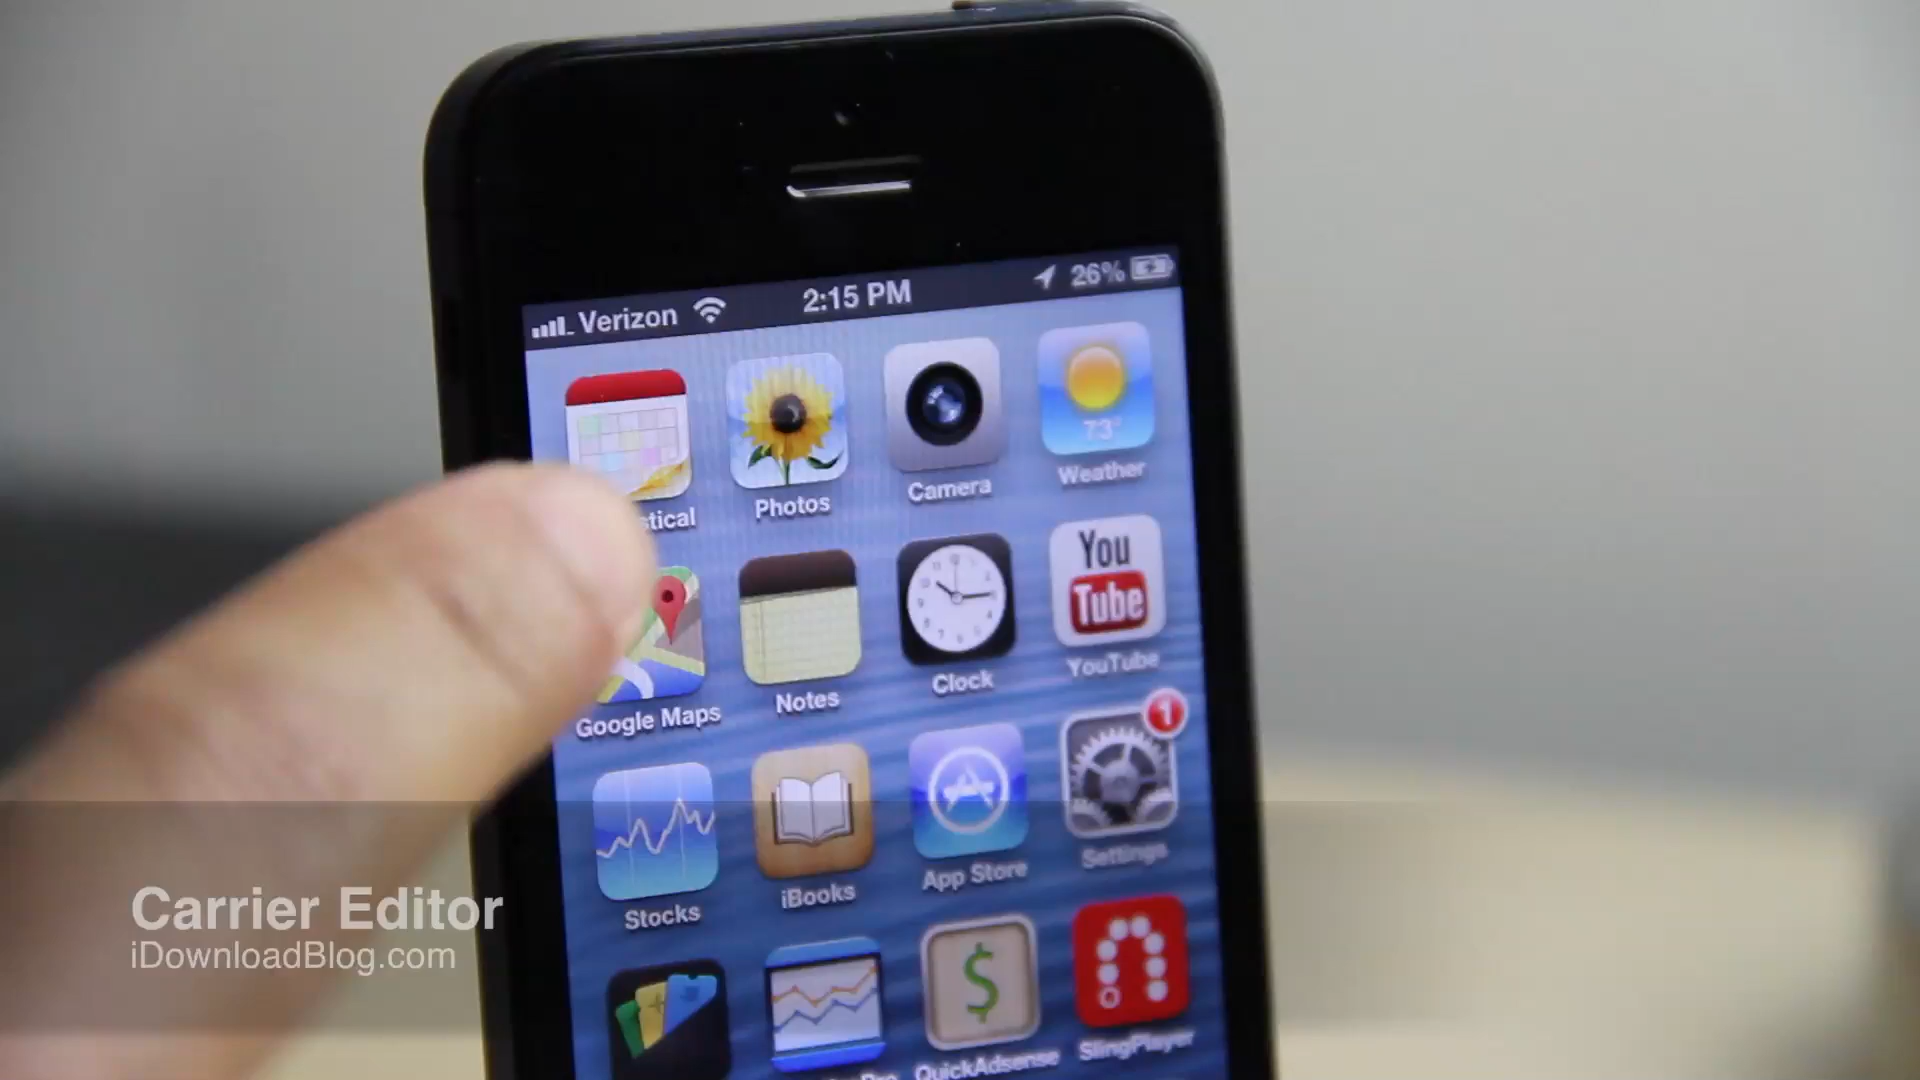 Verizon 2:15 PM 26%
73°
Photos Camera Weather
You
Tube
Google Maps Notes Clock YouTube
1
Stocks iBooks App Store Settings
$
QuickAdsense SlingPlayer
Carrier Editor
iDownloadBlog.com